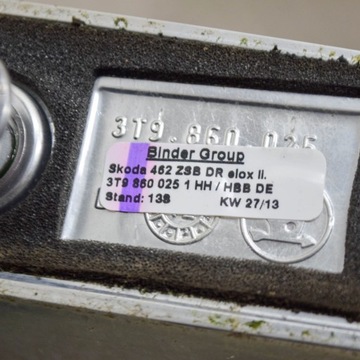 3T9.860 025
Binder Group
Skoda 462 ZSB DR elox li.
3T9 860 025 1 HH / HBB DE
Stand: 138 KW 27/13